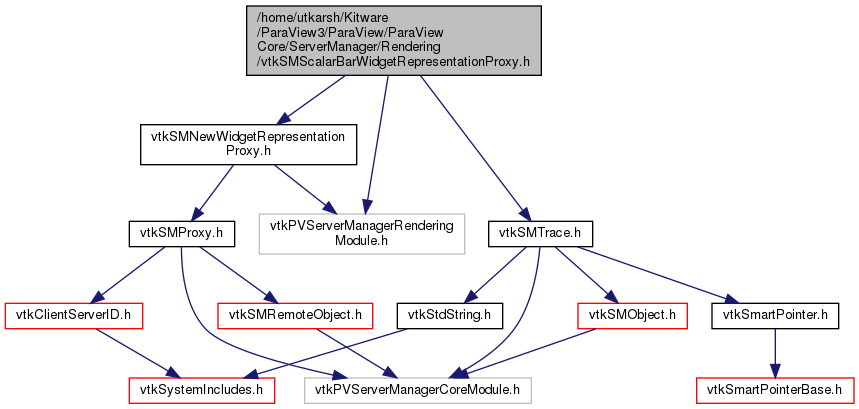 /home/utkarsh/Kitware
/ParaView3/ParaView/ParaView
Core/ServerManager/Rendering
/vtkSMScalarBarWidgetRepresentationProxy.h
vtkSMNewWidgetRepresentation
Proxy.h
vtkSMProxy.h
vtkPVServerManagerRendering
Module.h
vtkSMTrace.h
vtkClientServerID.h
vtkSMRemoteObject.h
vtkStdString.h
vtkSMObject.h
vtkSmartPointer.h
vtkSystemIncludes.h
vtkPVServerManagerCoreModule.h
vtkSmartPointerBase.h